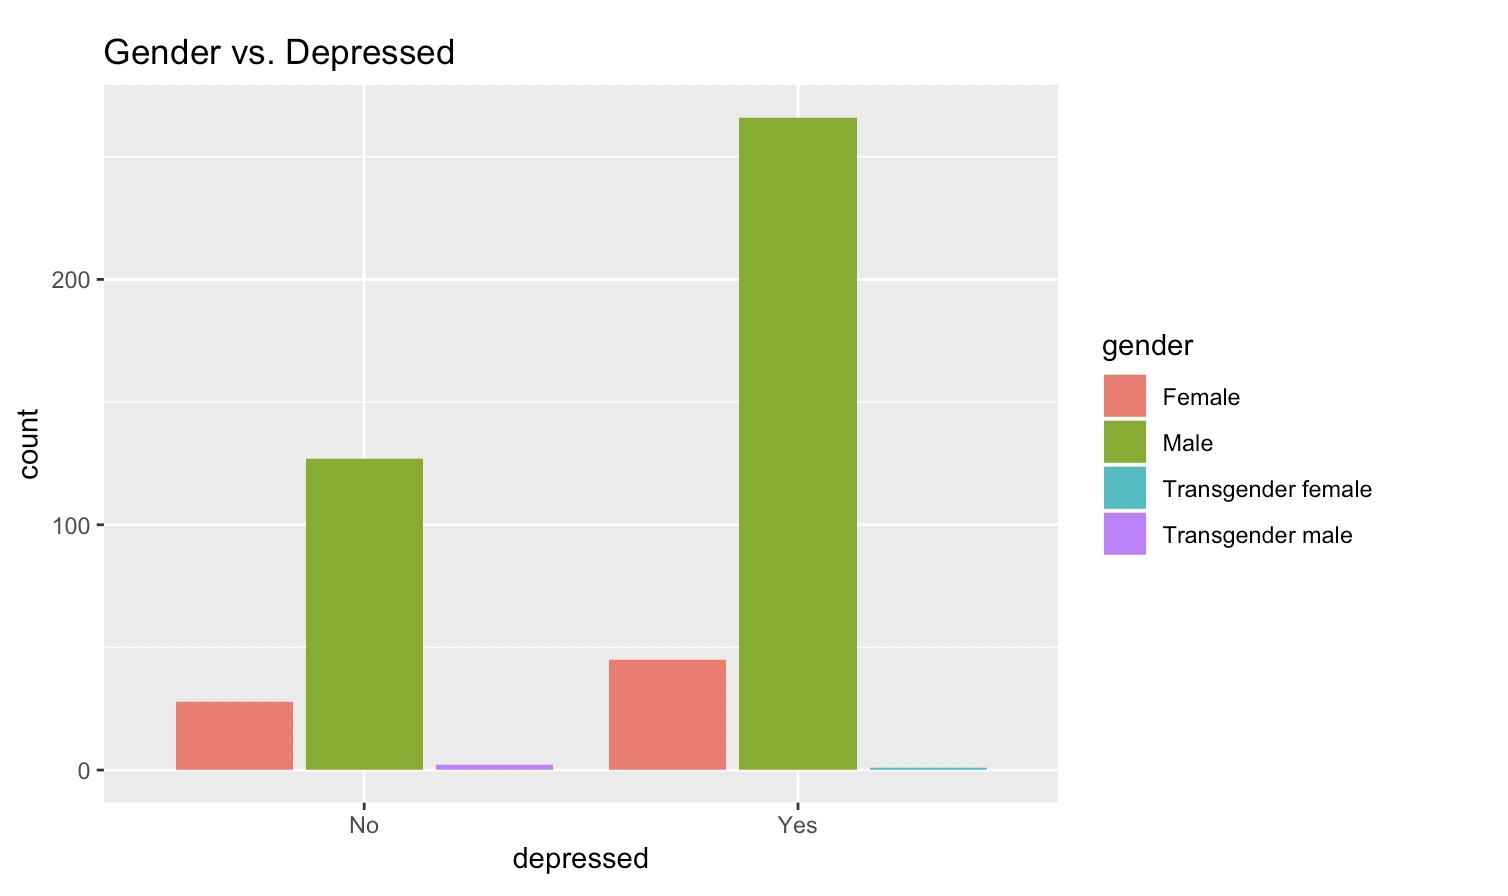 Gender vs. Depressed
count
200
100
0
No
Yes
depressed
gender
Female
Male
Transgender female
Transgender male